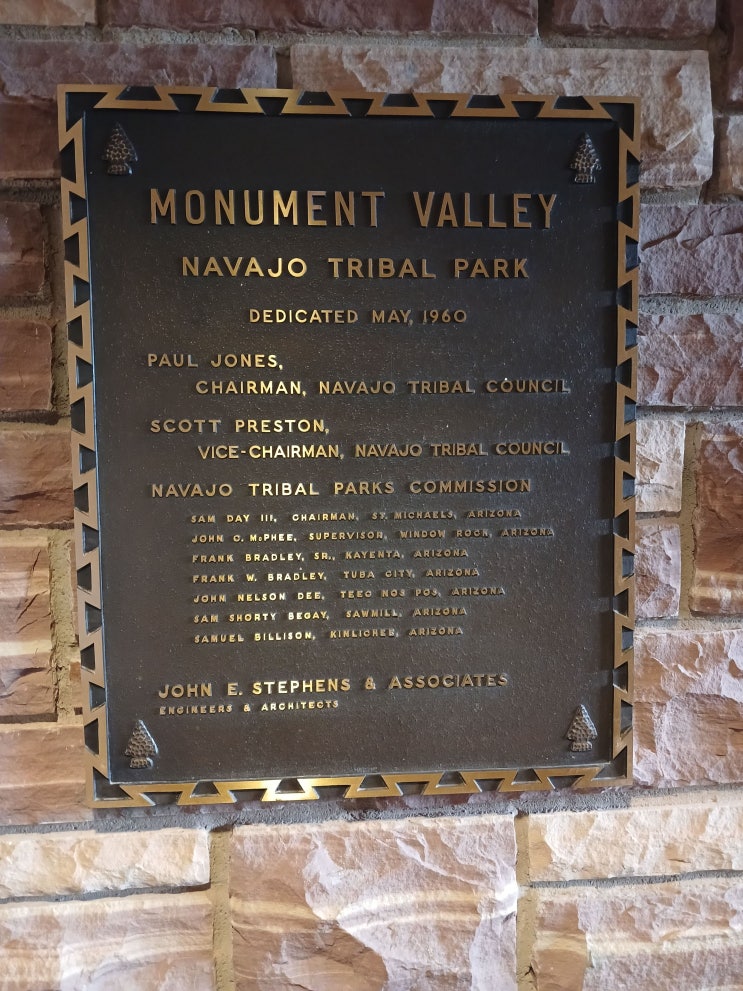 MONUMENT VALLEY
NAVAJO TRIBAL PARK
DEDICATED MAY, 1960
PAUL JONES,
CHAIRMAN, NAVAJO TRIBAL COUNCIL
SCOTT PRESTON,
VICE-CHAIRMAN, NAVAJO TRIBAL COUNCIL
NAVAJO TRIBAL PARKS COMMISSION
SAM DAY III, CHAIRMAN, ST. MICHAELS, ARIZONA
JOHN C. McPHEE, SUPERVISOR, WINDOW ROCK, ARIZONA
FRANK BRADLEY, SR., KAYENTA, ARIZONA
FRANK W. BRADLEY, TUBA CITY, ARIZONA
JOHN NELSON DEE, TEEC NOS POS, ARIZONA
SAM SHORTY BEGAY, SAWMILL, ARIZONA
SAMUEL BILLISON, KINLICHEE, ARIZONA
JOHN E. STEPHENS & ASSOCIATES
ENGINEERS & ARCHITECTS